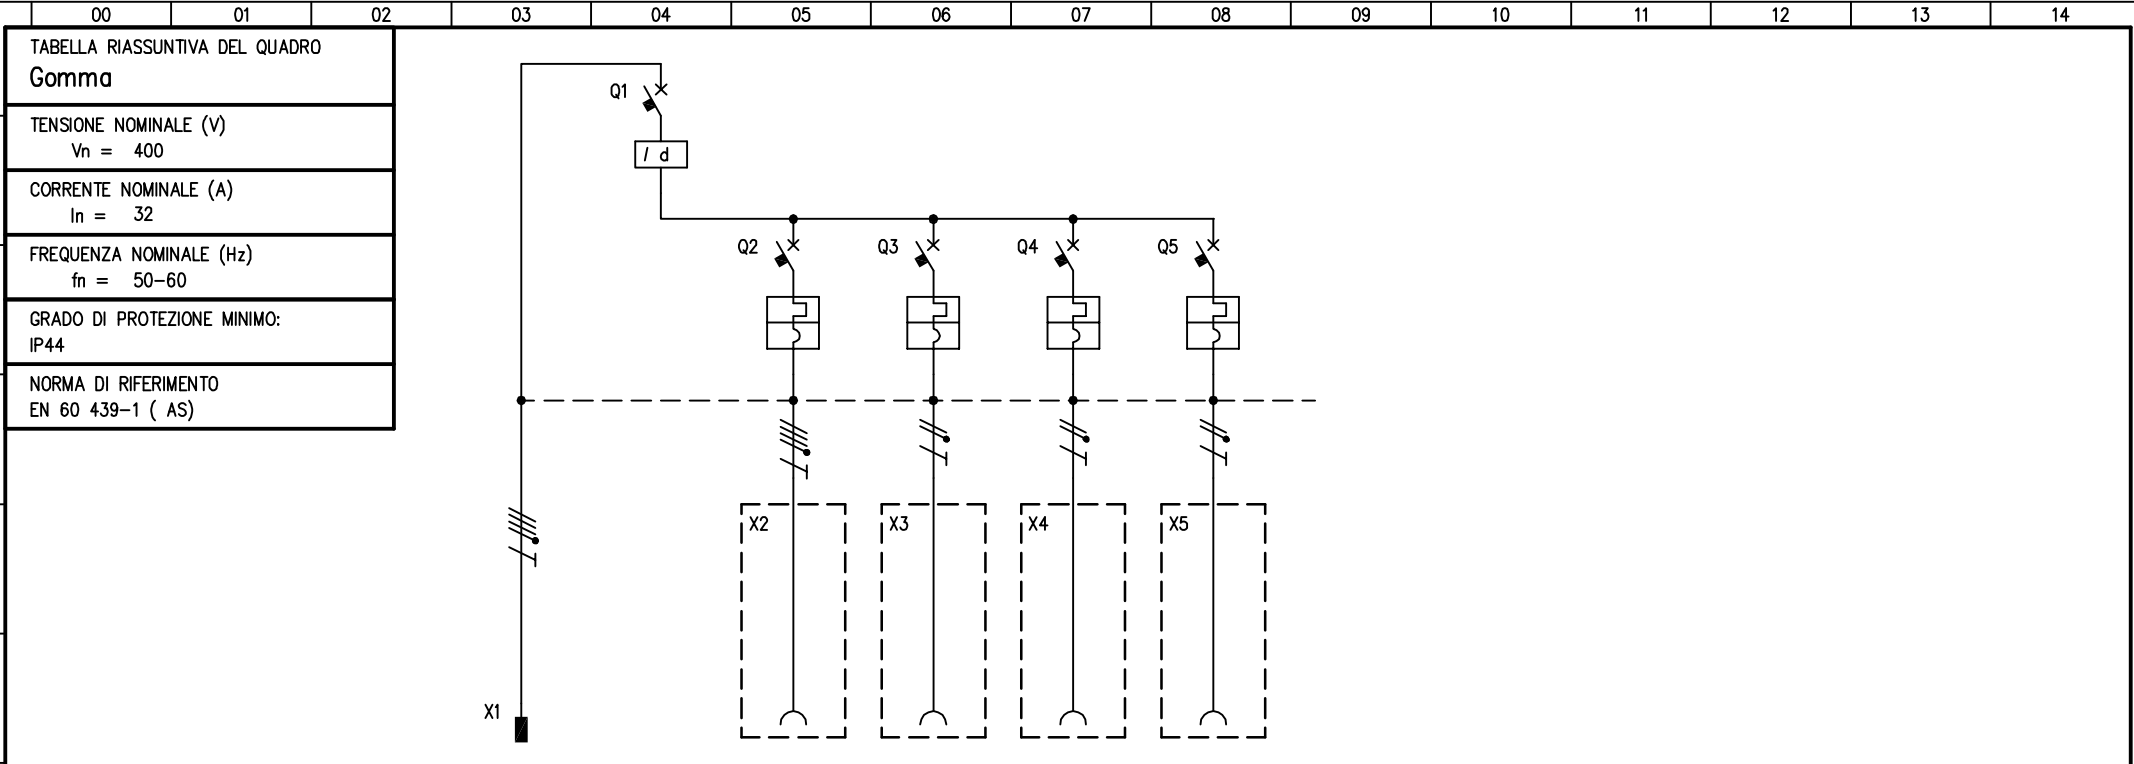 00 01 02 03 04 05 06 07 08 09 10 11 12 13 14
TABELLA RIASSUNTIVA DEL QUADRO
Gomma
TENSIONE NOMINALE (V)
Vn = 400
CORRENTE NOMINALE (A)
In = 32
FREQUENZA NOMINALE (Hz)
fn = 50-60
GRADO DI PROTEZIONE MINIMO:
IP44
NORMA DI RIFERIMENTO
EN 60 439-1 ( AS)
Q1
I d
Q2 Q3 Q4 Q5
X2 X3 X4 X5
X1